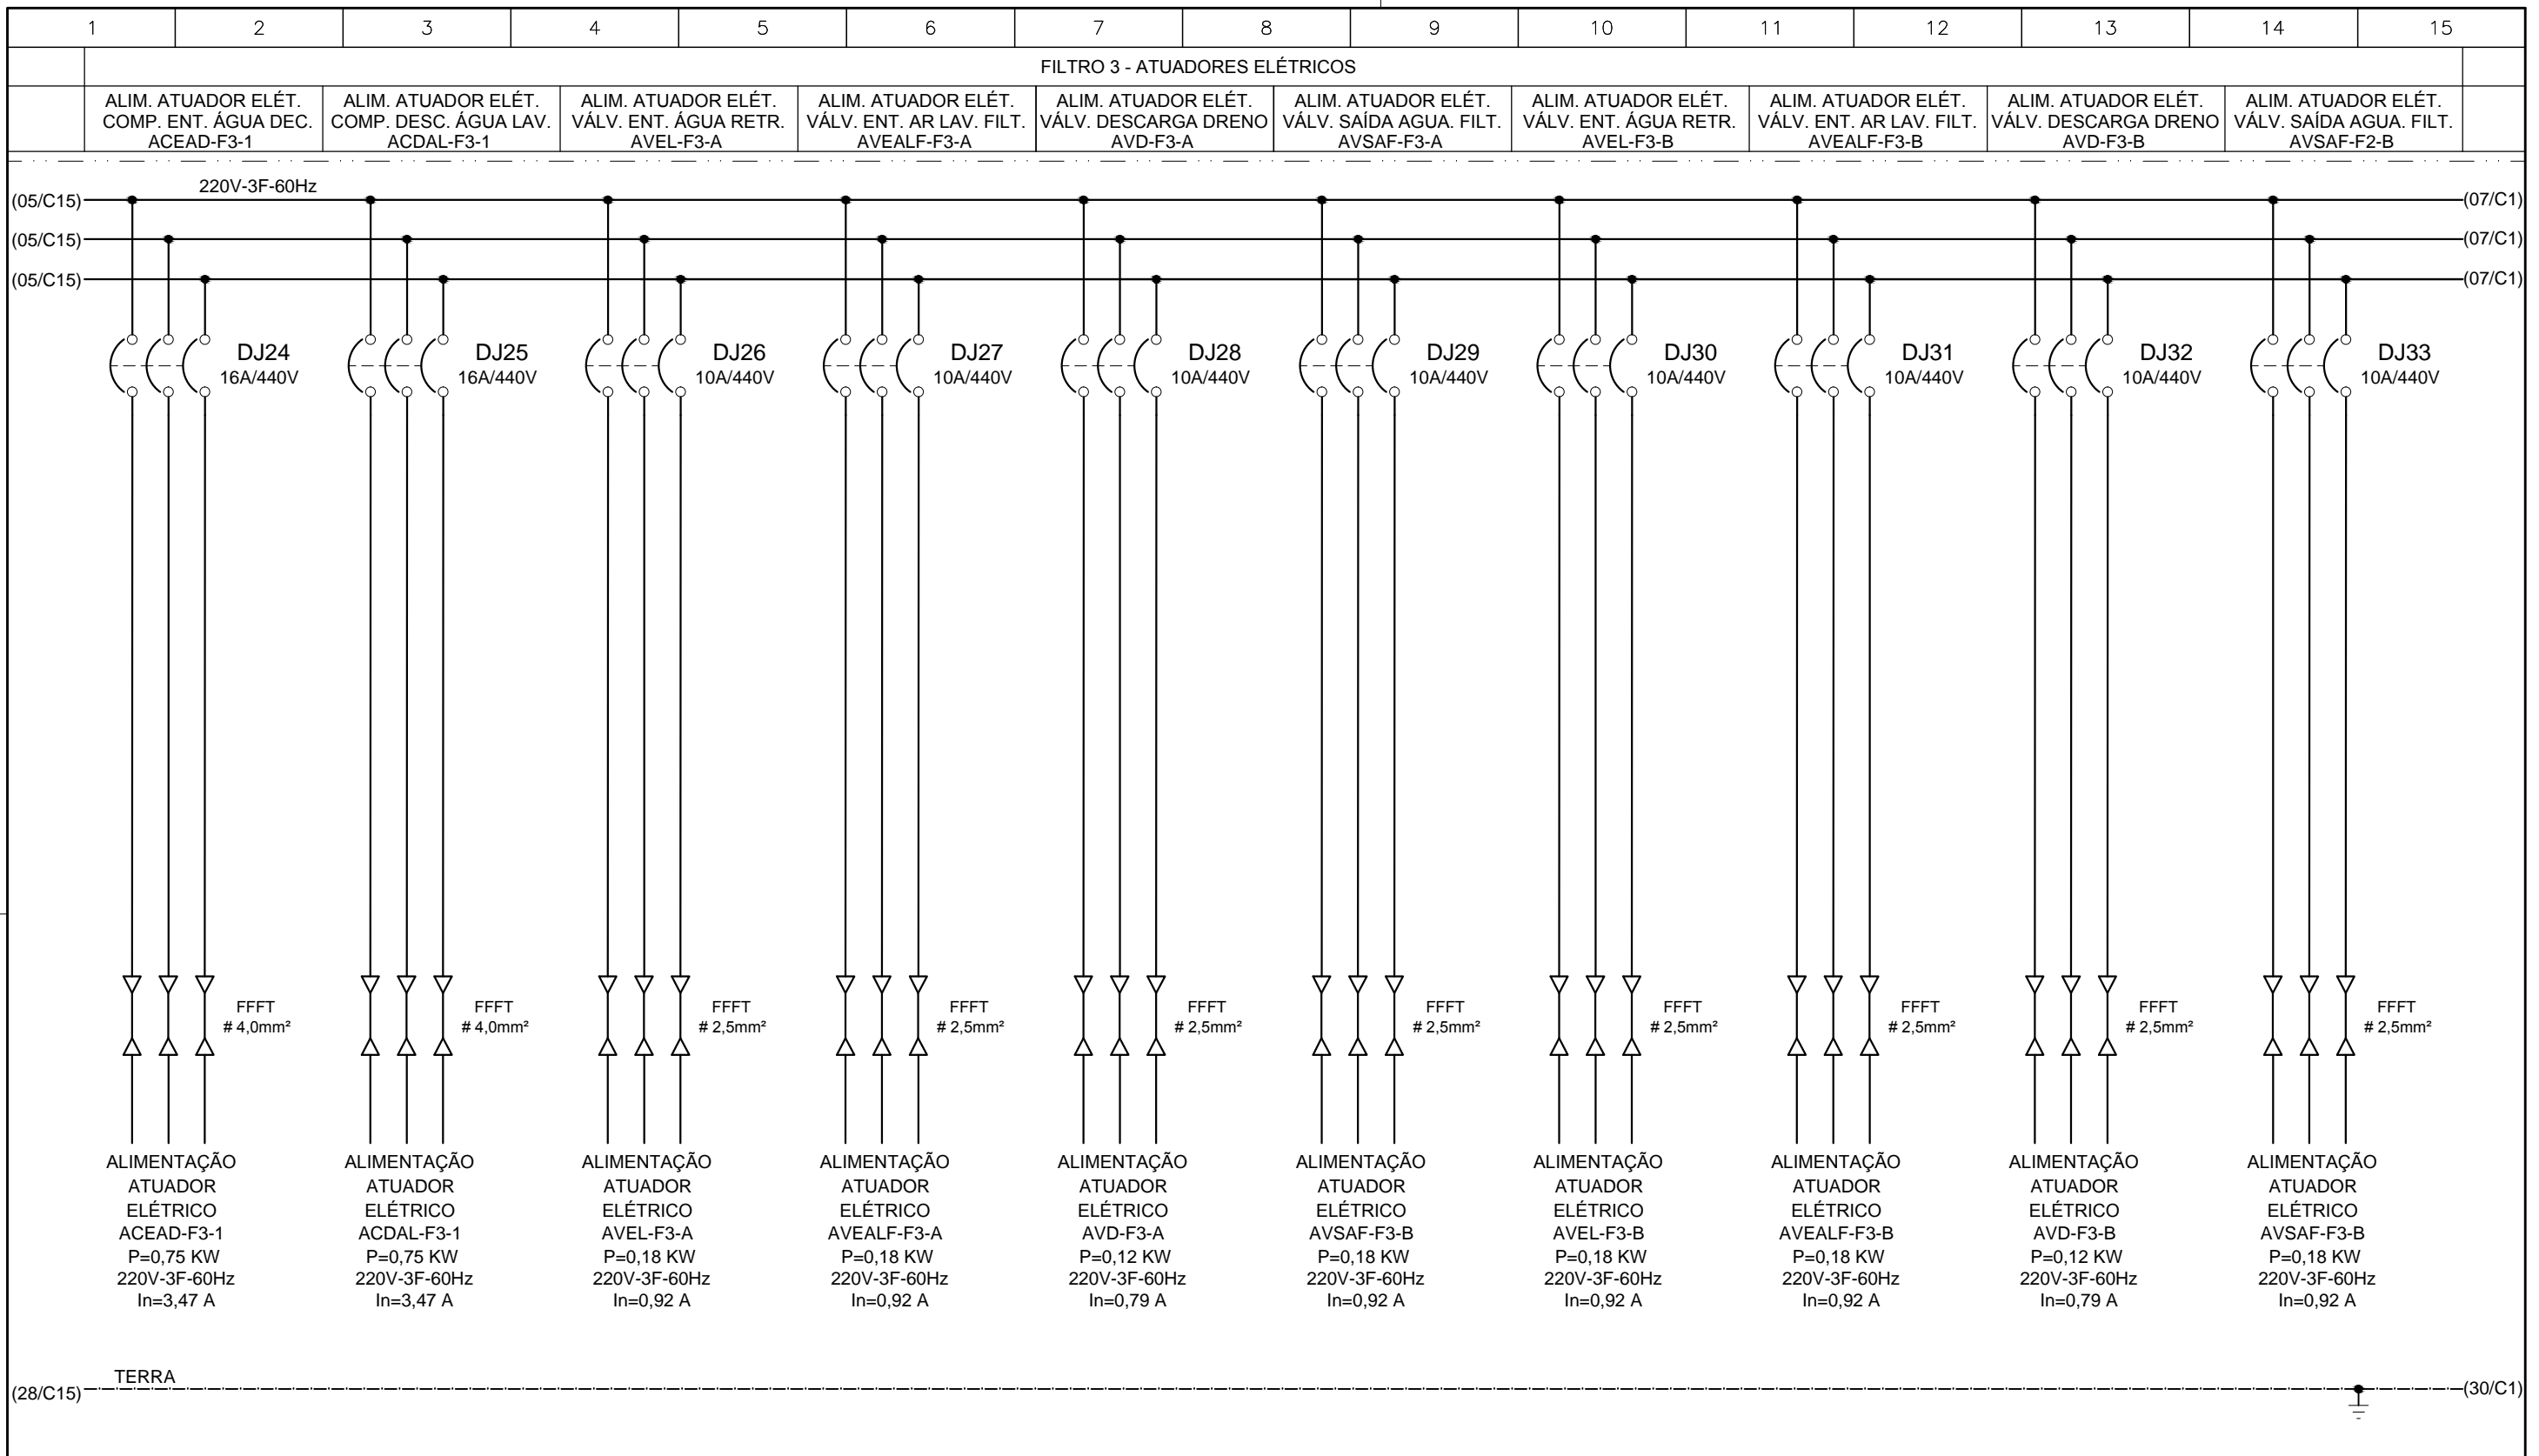 1 2 3 4 5 6 7 8 9 10 11 12 13 14 15
FILTRO 3 - ATUADORES ELÉTRICOS
ALIM. ATUADOR ELÉT.
COMP. ENT. ÁGUA DEC.
ACEAD-F3-1
ALIM. ATUADOR ELÉT.
COMP. DESC. ÁGUA LAV.
ACDAL-F3-1
ALIM. ATUADOR ELÉT.
VÁLV. ENT. ÁGUA RETR.
AVEL-F3-A
ALIM. ATUADOR ELÉT.
VÁLV. ENT. AR LAV. FILT.
AVEALF-F3-A
ALIM. ATUADOR ELÉT.
VÁLV. DESCARGA DRENO
AVD-F3-A
ALIM. ATUADOR ELÉT.
VÁLV. SAÍDA AGUA. FILT.
AVSAF-F3-A
ALIM. ATUADOR ELÉT.
VÁLV. ENT. ÁGUA RETR.
AVEL-F3-B
ALIM. ATUADOR ELÉT.
VÁLV. ENT. AR LAV. FILT.
AVEALF-F3-B
ALIM. ATUADOR ELÉT.
VÁLV. DESCARGA DRENO
AVD-F3-B
ALIM. ATUADOR ELÉT.
VÁLV. SAÍDA AGUA. FILT.
AVSAF-F2-B
220V-3F-60Hz
(05/C15) (07/C1)
(05/C15) (07/C1)
(05/C15) (07/C1)
DJ24
16A/440V
DJ25
16A/440V
DJ26
10A/440V
DJ27
10A/440V
DJ28
10A/440V
DJ29
10A/440V
DJ30
10A/440V
DJ31
10A/440V
DJ32
10A/440V
DJ33
10A/440V
FFFT
# 4,0mm²
FFFT
# 4,0mm²
FFFT
# 2,5mm²
FFFT
# 2,5mm²
FFFT
# 2,5mm²
FFFT
# 2,5mm²
FFFT
# 2,5mm²
FFFT
# 2,5mm²
FFFT
# 2,5mm²
FFFT
# 2,5mm²
ALIMENTAÇÃO
ATUADOR
ELÉTRICO
ACEAD-F3-1
P=0,75 KW
220V-3F-60Hz
In=3,47 A
ALIMENTAÇÃO
ATUADOR
ELÉTRICO
ACDAL-F3-1
P=0,75 KW
220V-3F-60Hz
In=3,47 A
ALIMENTAÇÃO
ATUADOR
ELÉTRICO
AVEL-F3-A
P=0,18 KW
220V-3F-60Hz
In=0,92 A
ALIMENTAÇÃO
ATUADOR
ELÉTRICO
AVEALF-F3-A
P=0,18 KW
220V-3F-60Hz
In=0,92 A
ALIMENTAÇÃO
ATUADOR
ELÉTRICO
AVD-F3-A
P=0,12 KW
220V-3F-60Hz
In=0,79 A
ALIMENTAÇÃO
ATUADOR
ELÉTRICO
AVSAF-F3-B
P=0,18 KW
220V-3F-60Hz
In=0,92 A
ALIMENTAÇÃO
ATUADOR
ELÉTRICO
AVEL-F3-B
P=0,18 KW
220V-3F-60Hz
In=0,92 A
ALIMENTAÇÃO
ATUADOR
ELÉTRICO
AVEALF-F3-B
P=0,18 KW
220V-3F-60Hz
In=0,92 A
ALIMENTAÇÃO
ATUADOR
ELÉTRICO
AVD-F3-B
P=0,12 KW
220V-3F-60Hz
In=0,79 A
ALIMENTAÇÃO
ATUADOR
ELÉTRICO
AVSAF-F3-B
P=0,18 KW
220V-3F-60Hz
In=0,92 A
TERRA
(28/C15) (30/C1)